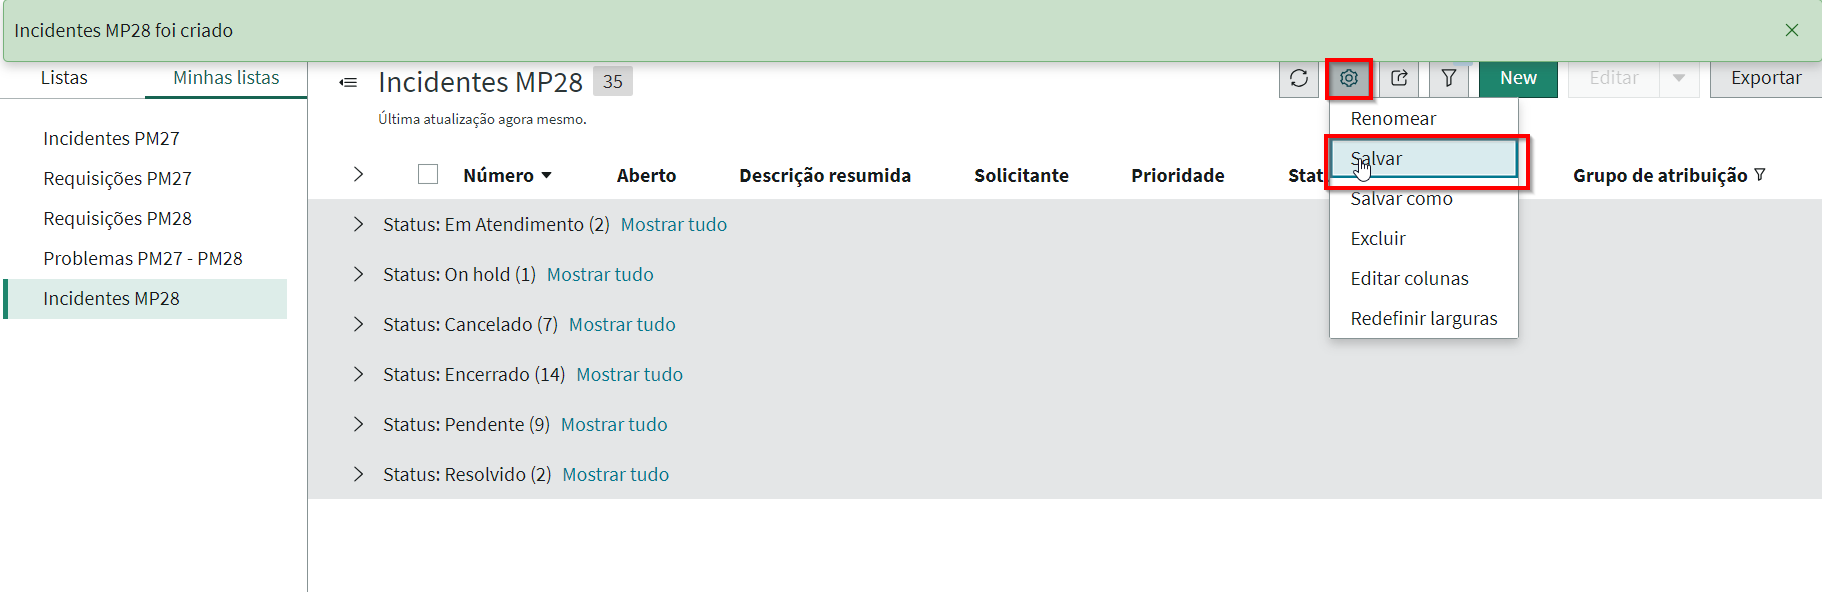 Incidentes MP28 foi criado
Listas
Minhas listas
Incidentes PM27
Requisições PM27
Requisições PM28
Problemas PM27 - PM28
Incidentes MP28
Incidentes MP28 35
New
Editar
Exportar
Última atualização agora mesmo.
Renomear
Salvar
Salvar como
Excluir
Editar colunas
Redefinir larguras
Número Aberto Descrição resumida Solicitante Prioridade Stat Grupo de atribuição
Status: Em Atendimento (2) Mostrar tudo
Status: On hold (1) Mostrar tudo
Status: Cancelado (7) Mostrar tudo
Status: Encerrado (14) Mostrar tudo
Status: Pendente (9) Mostrar tudo
Status: Resolvido (2) Mostrar tudo